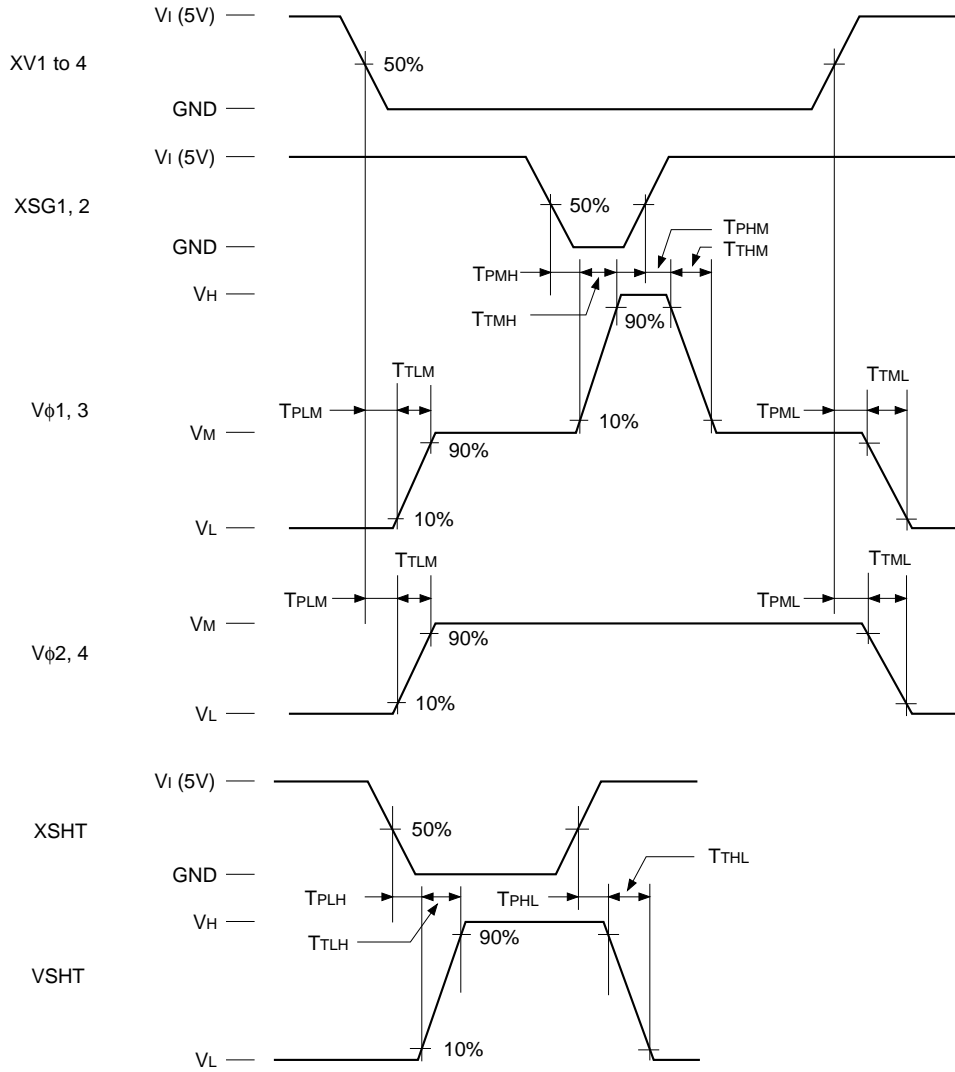 VI (5V)
XV1 to 4
50%
GND
VI (5V)
XSG1, 2
50%
TPHM
GND
TTHM
TPMH
VH
TTMH
90%
TTLM
TTML
TPLM
TPML
Vϕ1, 3
10%
VM
90%
10%
VL
TTLM
TTML
TPLM
TPML
VM
90%
Vϕ2, 4
10%
VL
VI (5V)
XSHT
50%
TTHL
GND
TPLH
TPHL
VH
TTLH
90%
VSHT
10%
VL